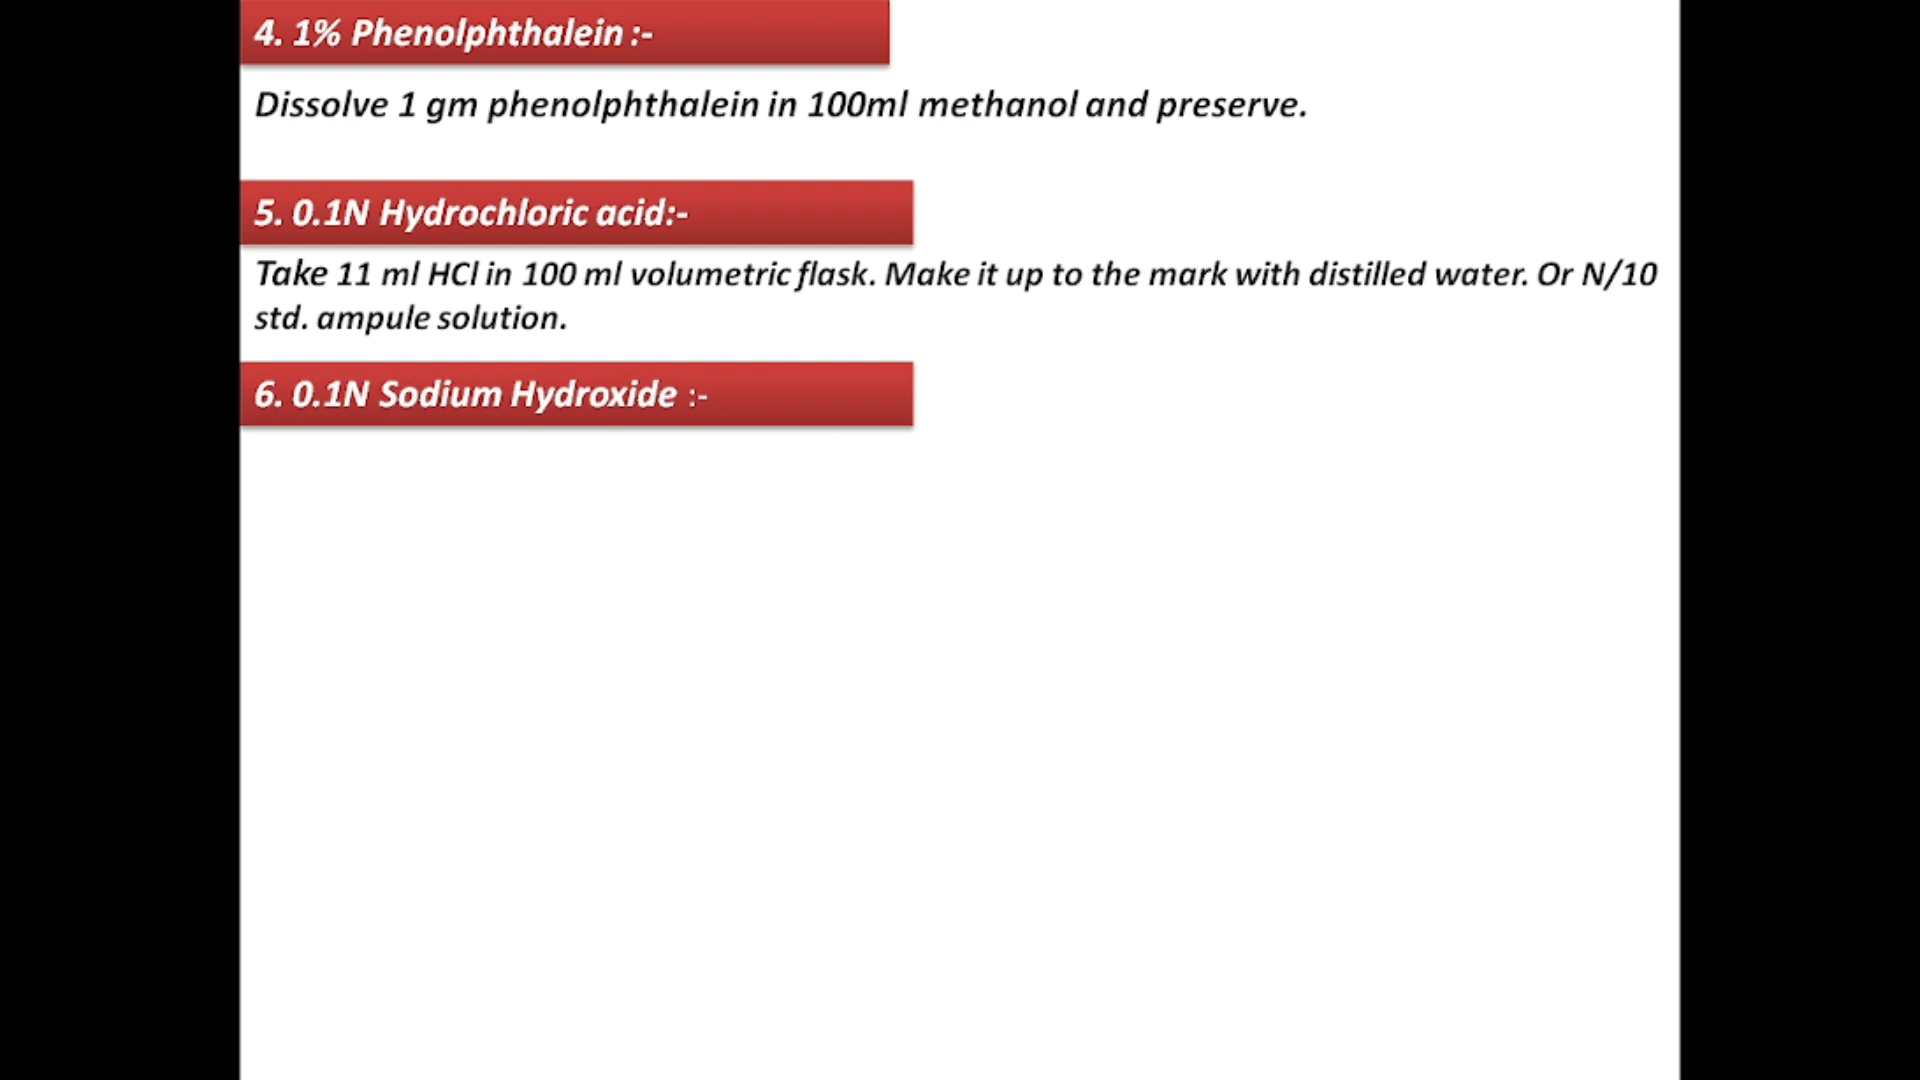 4. 1% Phenolphthalein :-
Dissolve 1 gm phenolphthalein in 100ml methanol and preserve.
5. 0.1N Hydrochloric acid:-
Take 11 ml HCl in 100 ml volumetric flask. Make it up to the mark with distilled water. Or N/10
std. ampule solution.
6. 0.1N Sodium Hydroxide :-